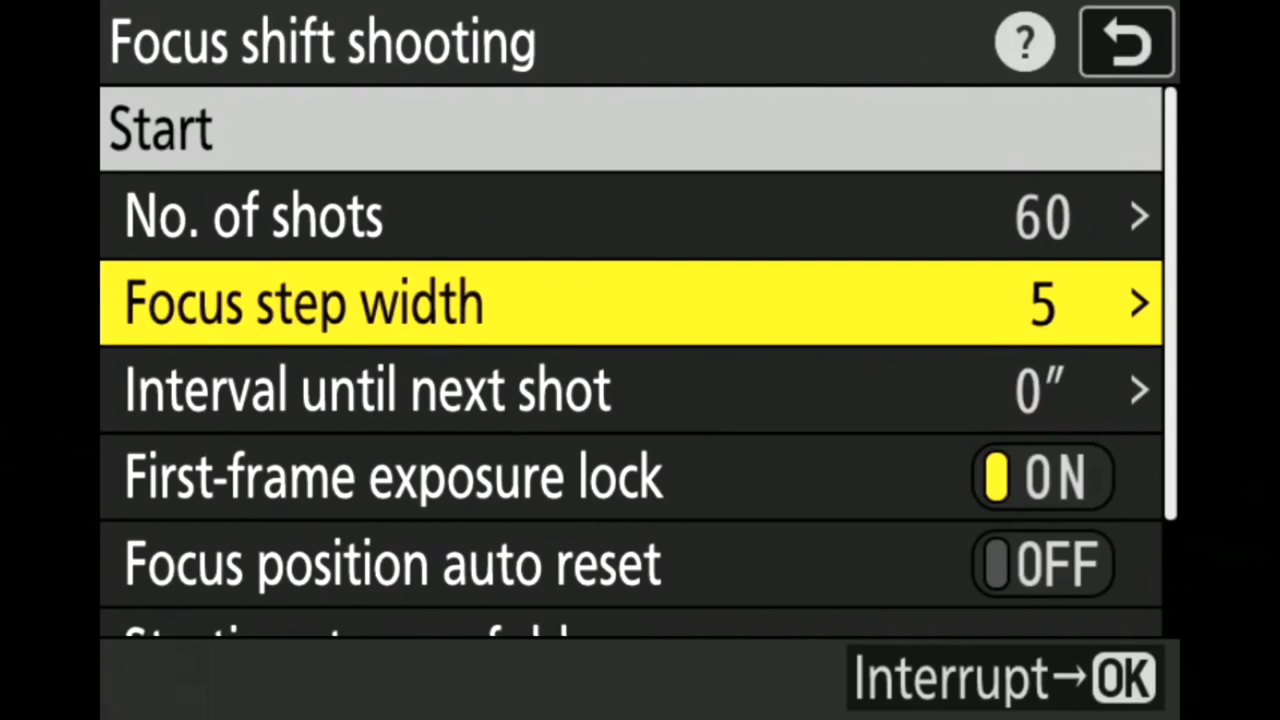 Focus shift shooting ?
Start
No. of shots 60 >
Focus step width 5 >
Interval until next shot 0″ >
First-frame exposure lock ON
Focus position auto reset OFF
Interrupt→OK